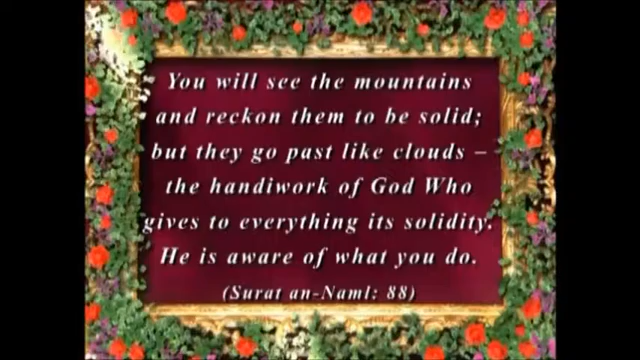 You will see the mountains
and reckon them to be solid;
but they go past like clouds –
the handiwork of God Who
gives to everything its solidity.
He is aware of what you do.
(Surat an-Naml: 88)